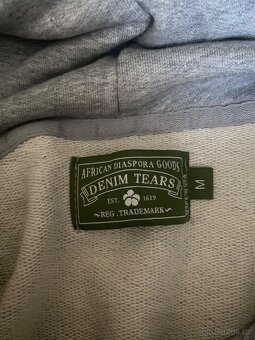 AFRICAN DIASPORA GOODS
DENIM TEARS
EST. 1619
~REG. TRADEMARK~
M